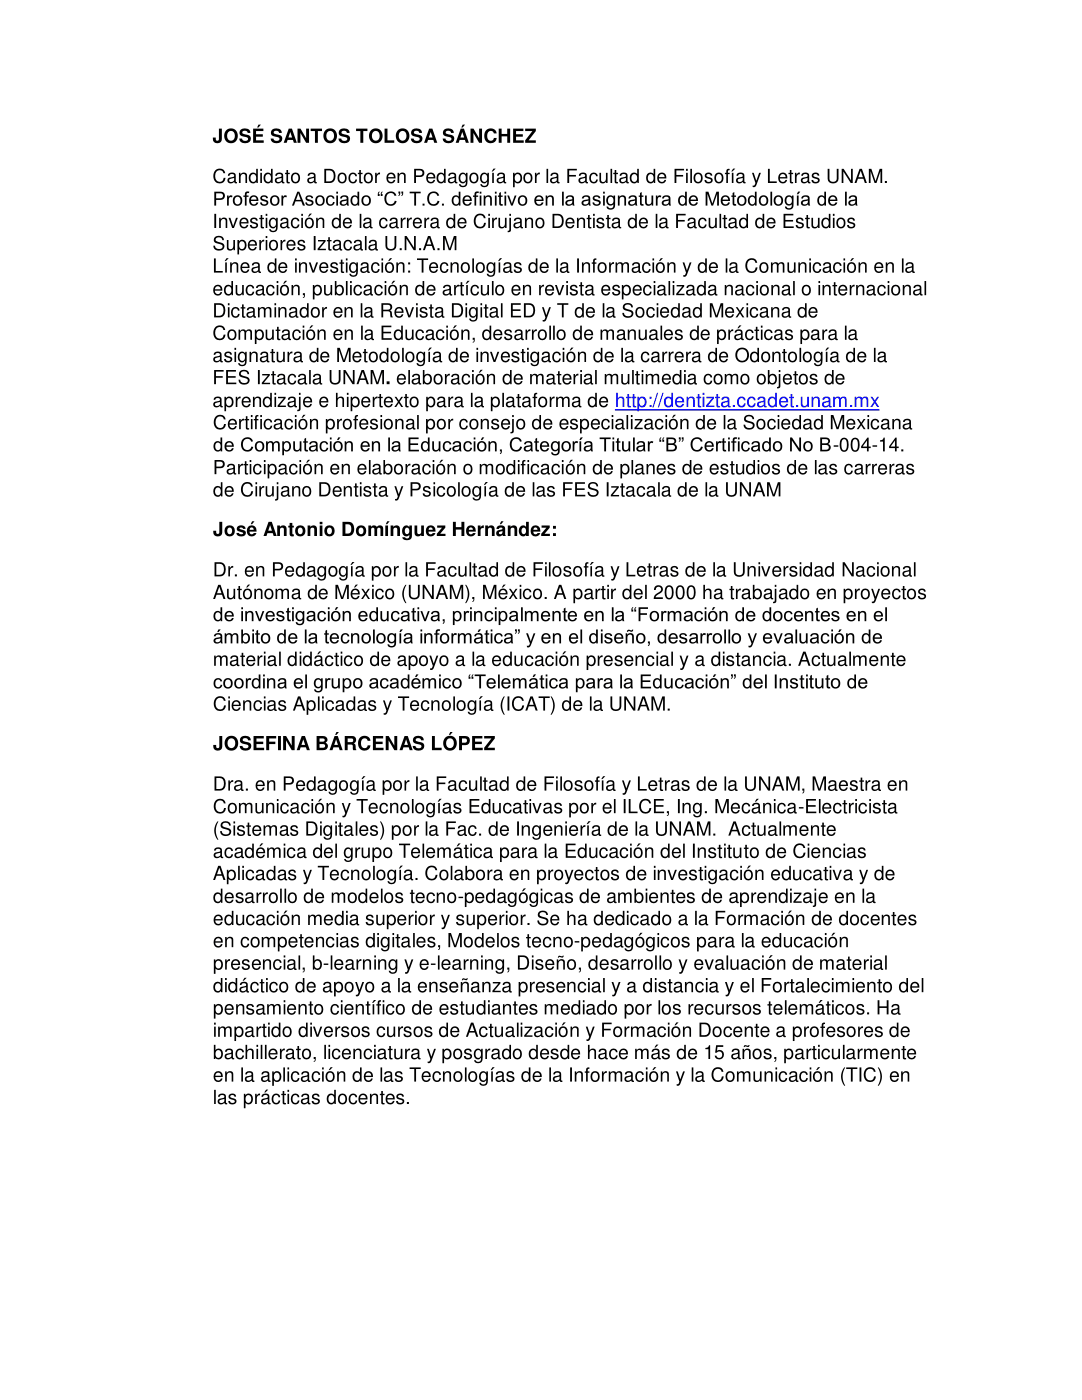 JOSÉ SANTOS TOLOSA SÁNCHEZ
Candidato a Doctor en Pedagogía por la Facultad de Filosofía y Letras UNAM.
Profesor Asociado “C” T.C. definitivo en la asignatura de Metodología de la
Investigación de la carrera de Cirujano Dentista de la Facultad de Estudios
Superiores Iztacala U.N.A.M
Línea de investigación: Tecnologías de la Información y de la Comunicación en la
educación, publicación de artículo en revista especializada nacional o internacional
Dictaminador en la Revista Digital ED y T de la Sociedad Mexicana de
Computación en la Educación, desarrollo de manuales de prácticas para la
asignatura de Metodología de investigación de la carrera de Odontología de la
FES Iztacala UNAM. elaboración de material multimedia como objetos de
aprendizaje e hipertexto para la plataforma de http://dentizta.ccadet.unam.mx
Certificación profesional por consejo de especialización de la Sociedad Mexicana
de Computación en la Educación, Categoría Titular “B” Certificado No B-004-14.
Participación en elaboración o modificación de planes de estudios de las carreras
de Cirujano Dentista y Psicología de las FES Iztacala de la UNAM
José Antonio Domínguez Hernández:
Dr. en Pedagogía por la Facultad de Filosofía y Letras de la Universidad Nacional
Autónoma de México (UNAM), México. A partir del 2000 ha trabajado en proyectos
de investigación educativa, principalmente en la “Formación de docentes en el
ámbito de la tecnología informática” y en el diseño, desarrollo y evaluación de
material didáctico de apoyo a la educación presencial y a distancia. Actualmente
coordina el grupo académico “Telemática para la Educación” del Instituto de
Ciencias Aplicadas y Tecnología (ICAT) de la UNAM.
JOSEFINA BÁRCENAS LÓPEZ
Dra. en Pedagogía por la Facultad de Filosofía y Letras de la UNAM, Maestra en
Comunicación y Tecnologías Educativas por el ILCE, Ing. Mecánica-Electricista
(Sistemas Digitales) por la Fac. de Ingeniería de la UNAM.  Actualmente
académica del grupo Telemática para la Educación del Instituto de Ciencias
Aplicadas y Tecnología. Colabora en proyectos de investigación educativa y de
desarrollo de modelos tecno-pedagógicas de ambientes de aprendizaje en la
educación media superior y superior. Se ha dedicado a la Formación de docentes
en competencias digitales, Modelos tecno-pedagógicos para la educación
presencial, b-learning y e-learning, Diseño, desarrollo y evaluación de material
didáctico de apoyo a la enseñanza presencial y a distancia y el Fortalecimiento del
pensamiento científico de estudiantes mediado por los recursos telemáticos. Ha
impartido diversos cursos de Actualización y Formación Docente a profesores de
bachillerato, licenciatura y posgrado desde hace más de 15 años, particularmente
en la aplicación de las Tecnologías de la Información y la Comunicación (TIC) en
las prácticas docentes.